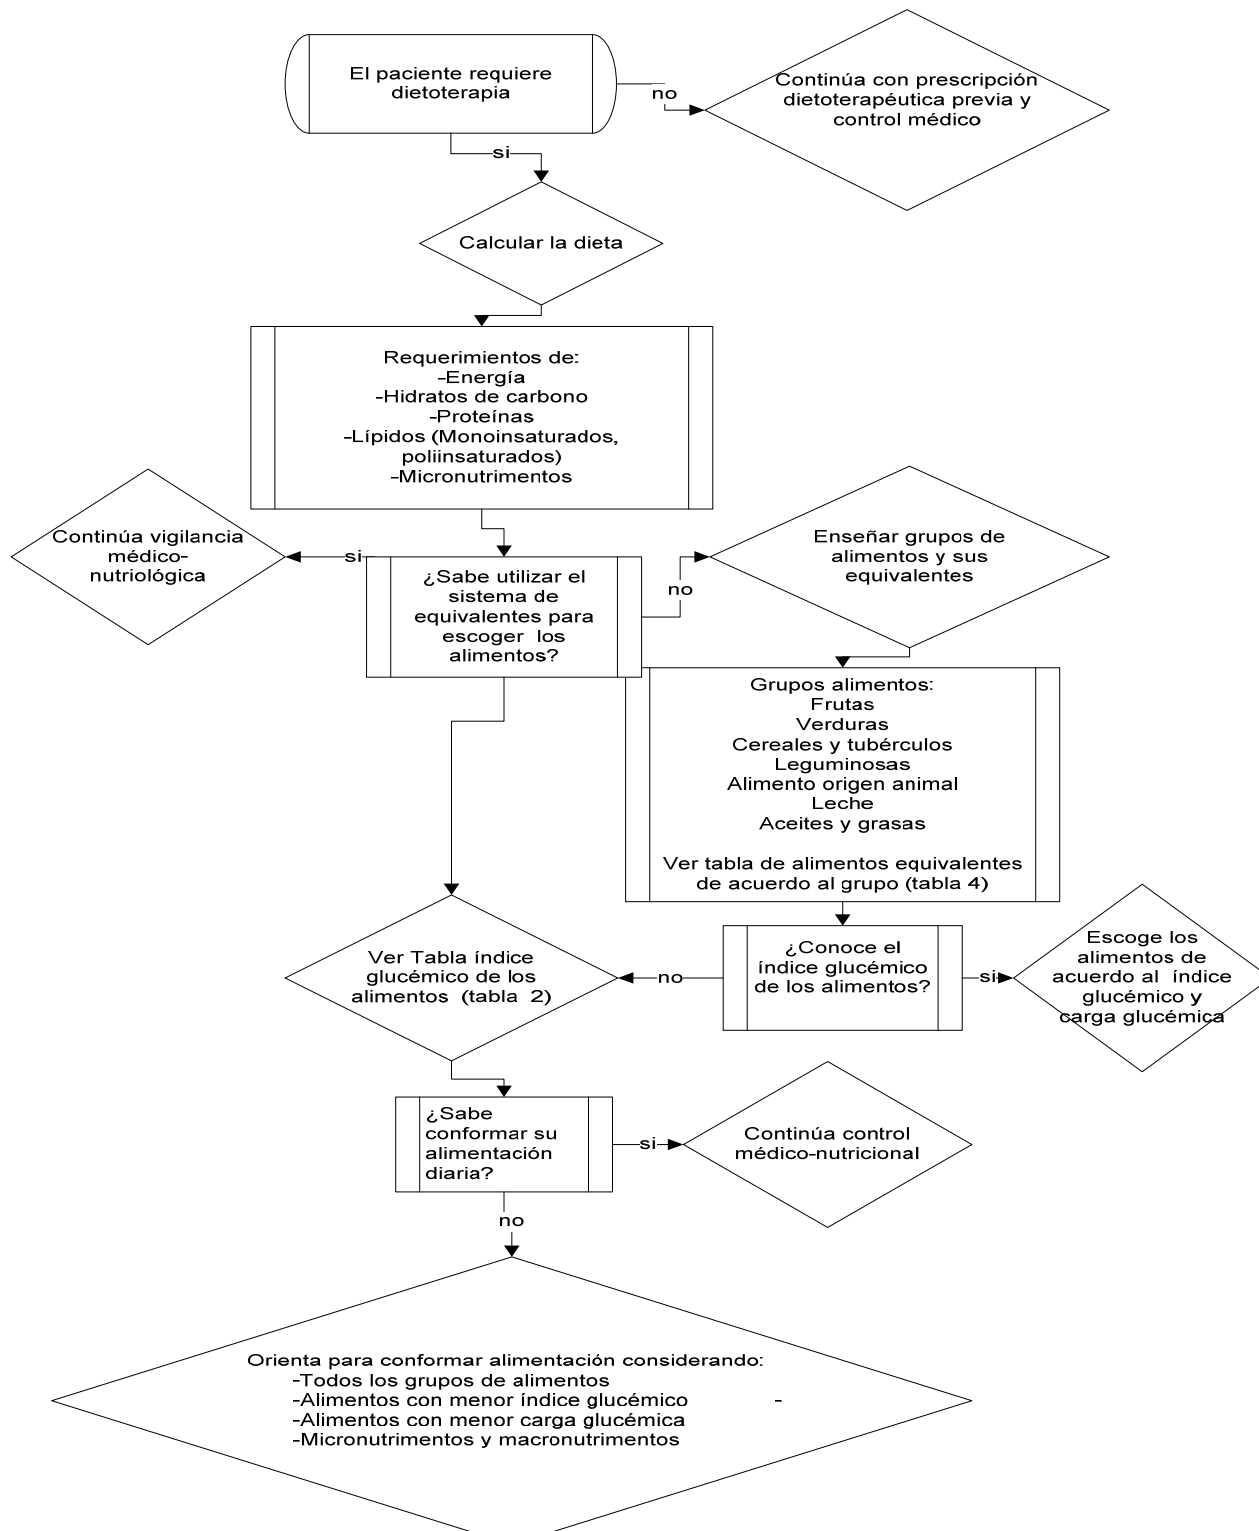 El paciente requiere
dietoterapia
no
Continúa con prescripción
dietoterapéutica previa y
control médico
si
Calcular la dieta
Requerimientos de:
-Energía
-Hidratos de carbono
-Proteínas
-Lípidos (Monoinsaturados,
poliinsaturados)
-Micronutrimentos
Continúa vigilancia
médico-
nutriológica
si
¿Sabe utilizar el
sistema de
equivalentes para
escoger los
alimentos?
no
Enseñar grupos de
alimentos y sus
equivalentes
Grupos alimentos:
Frutas
Verduras
Cereales y tubérculos
Leguminosas
Alimento origen animal
Leche
Aceites y grasas
Ver tabla de alimentos equivalentes
de acuerdo al grupo (tabla 4)
Ver Tabla índice
glucémico de los
alimentos (tabla 2)
no
¿Conoce el
índice glucémico
de los alimentos?
si
Escoge los
alimentos de
acuerdo al índice
glucémico y
carga glucémica
¿Sabe
conformar su
alimentación
diaria?
si
Continúa control
médico-nutricional
no
Orienta para conformar alimentación considerando:
-Todos los grupos de alimentos
-Alimentos con menor índice glucémico -
-Alimentos con menor carga glucémica
-Micronutrimentos y macronutrimentos